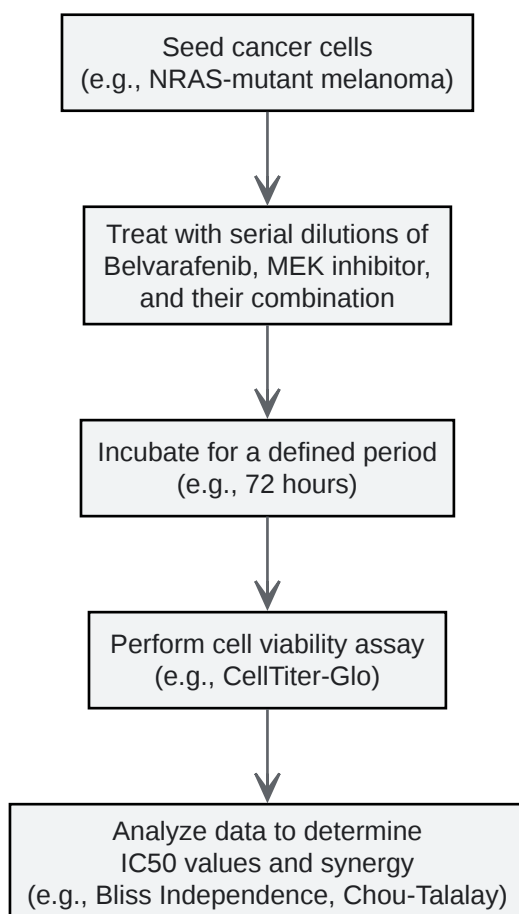 Seed cancer cells
(e.g., NRAS-mutant melanoma)
Treat with serial dilutions of
Belvarafenib, MEK inhibitor,
and their combination
Incubate for a defined period
(e.g., 72 hours)
Perform cell viability assay
(e.g., CellTiter-Glo)
Analyze data to determine
IC50 values and synergy
(e.g., Bliss Independence, Chou-Talalay)